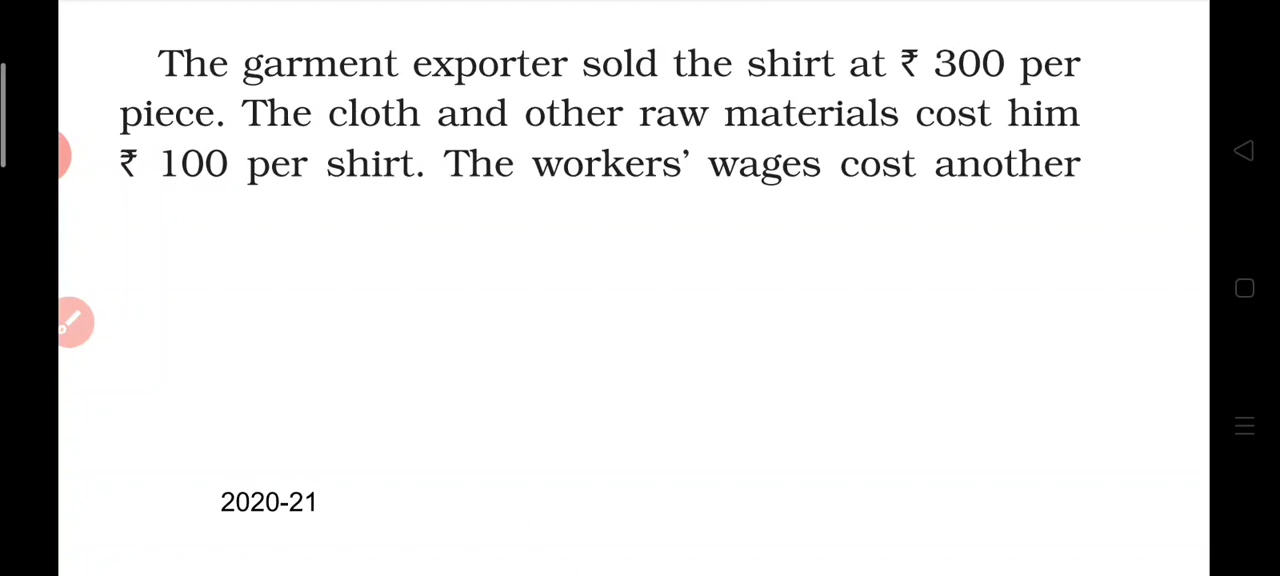 The garment exporter sold the shirt at ₹ 300 per
piece. The cloth and other raw materials cost him
₹ 100 per shirt. The workers’ wages cost another
2020-21